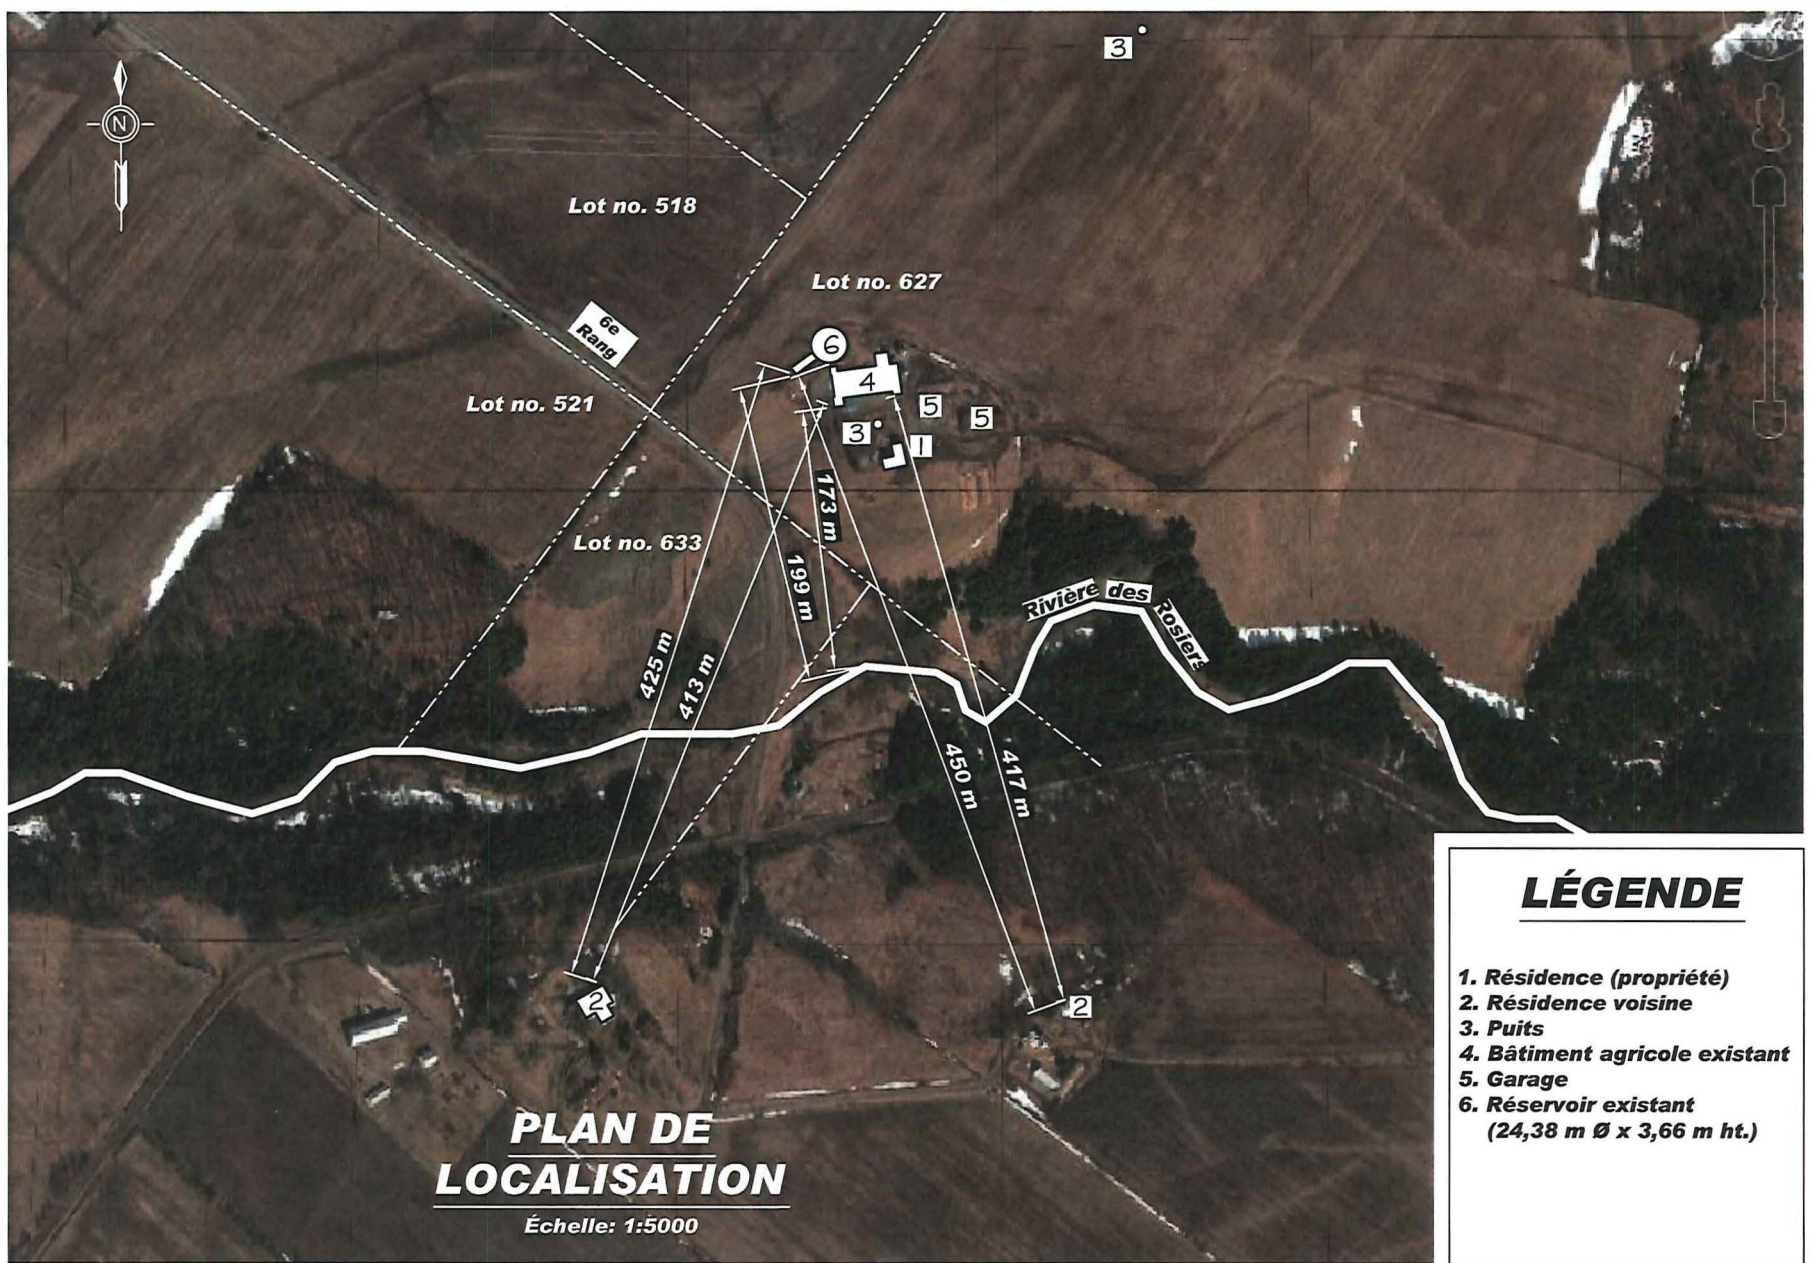 3
N
Lot no. 518
Lot no. 627
6e
Rang
6
4
Lot no. 521
5
5
3
1
173 m
Lot no. 633
199 m
Rivière des Rosiers
425 m
413 m
450 m
417 m
2
2
PLAN DE
LOCALISATION
Échelle: 1:5000
LÉGENDE
1. Résidence (propriété)
2. Résidence voisine
3. Puits
4. Bâtiment agricole existant
5. Garage
6. Réservoir existant
(24,38 m Ø x 3,66 m ht.)